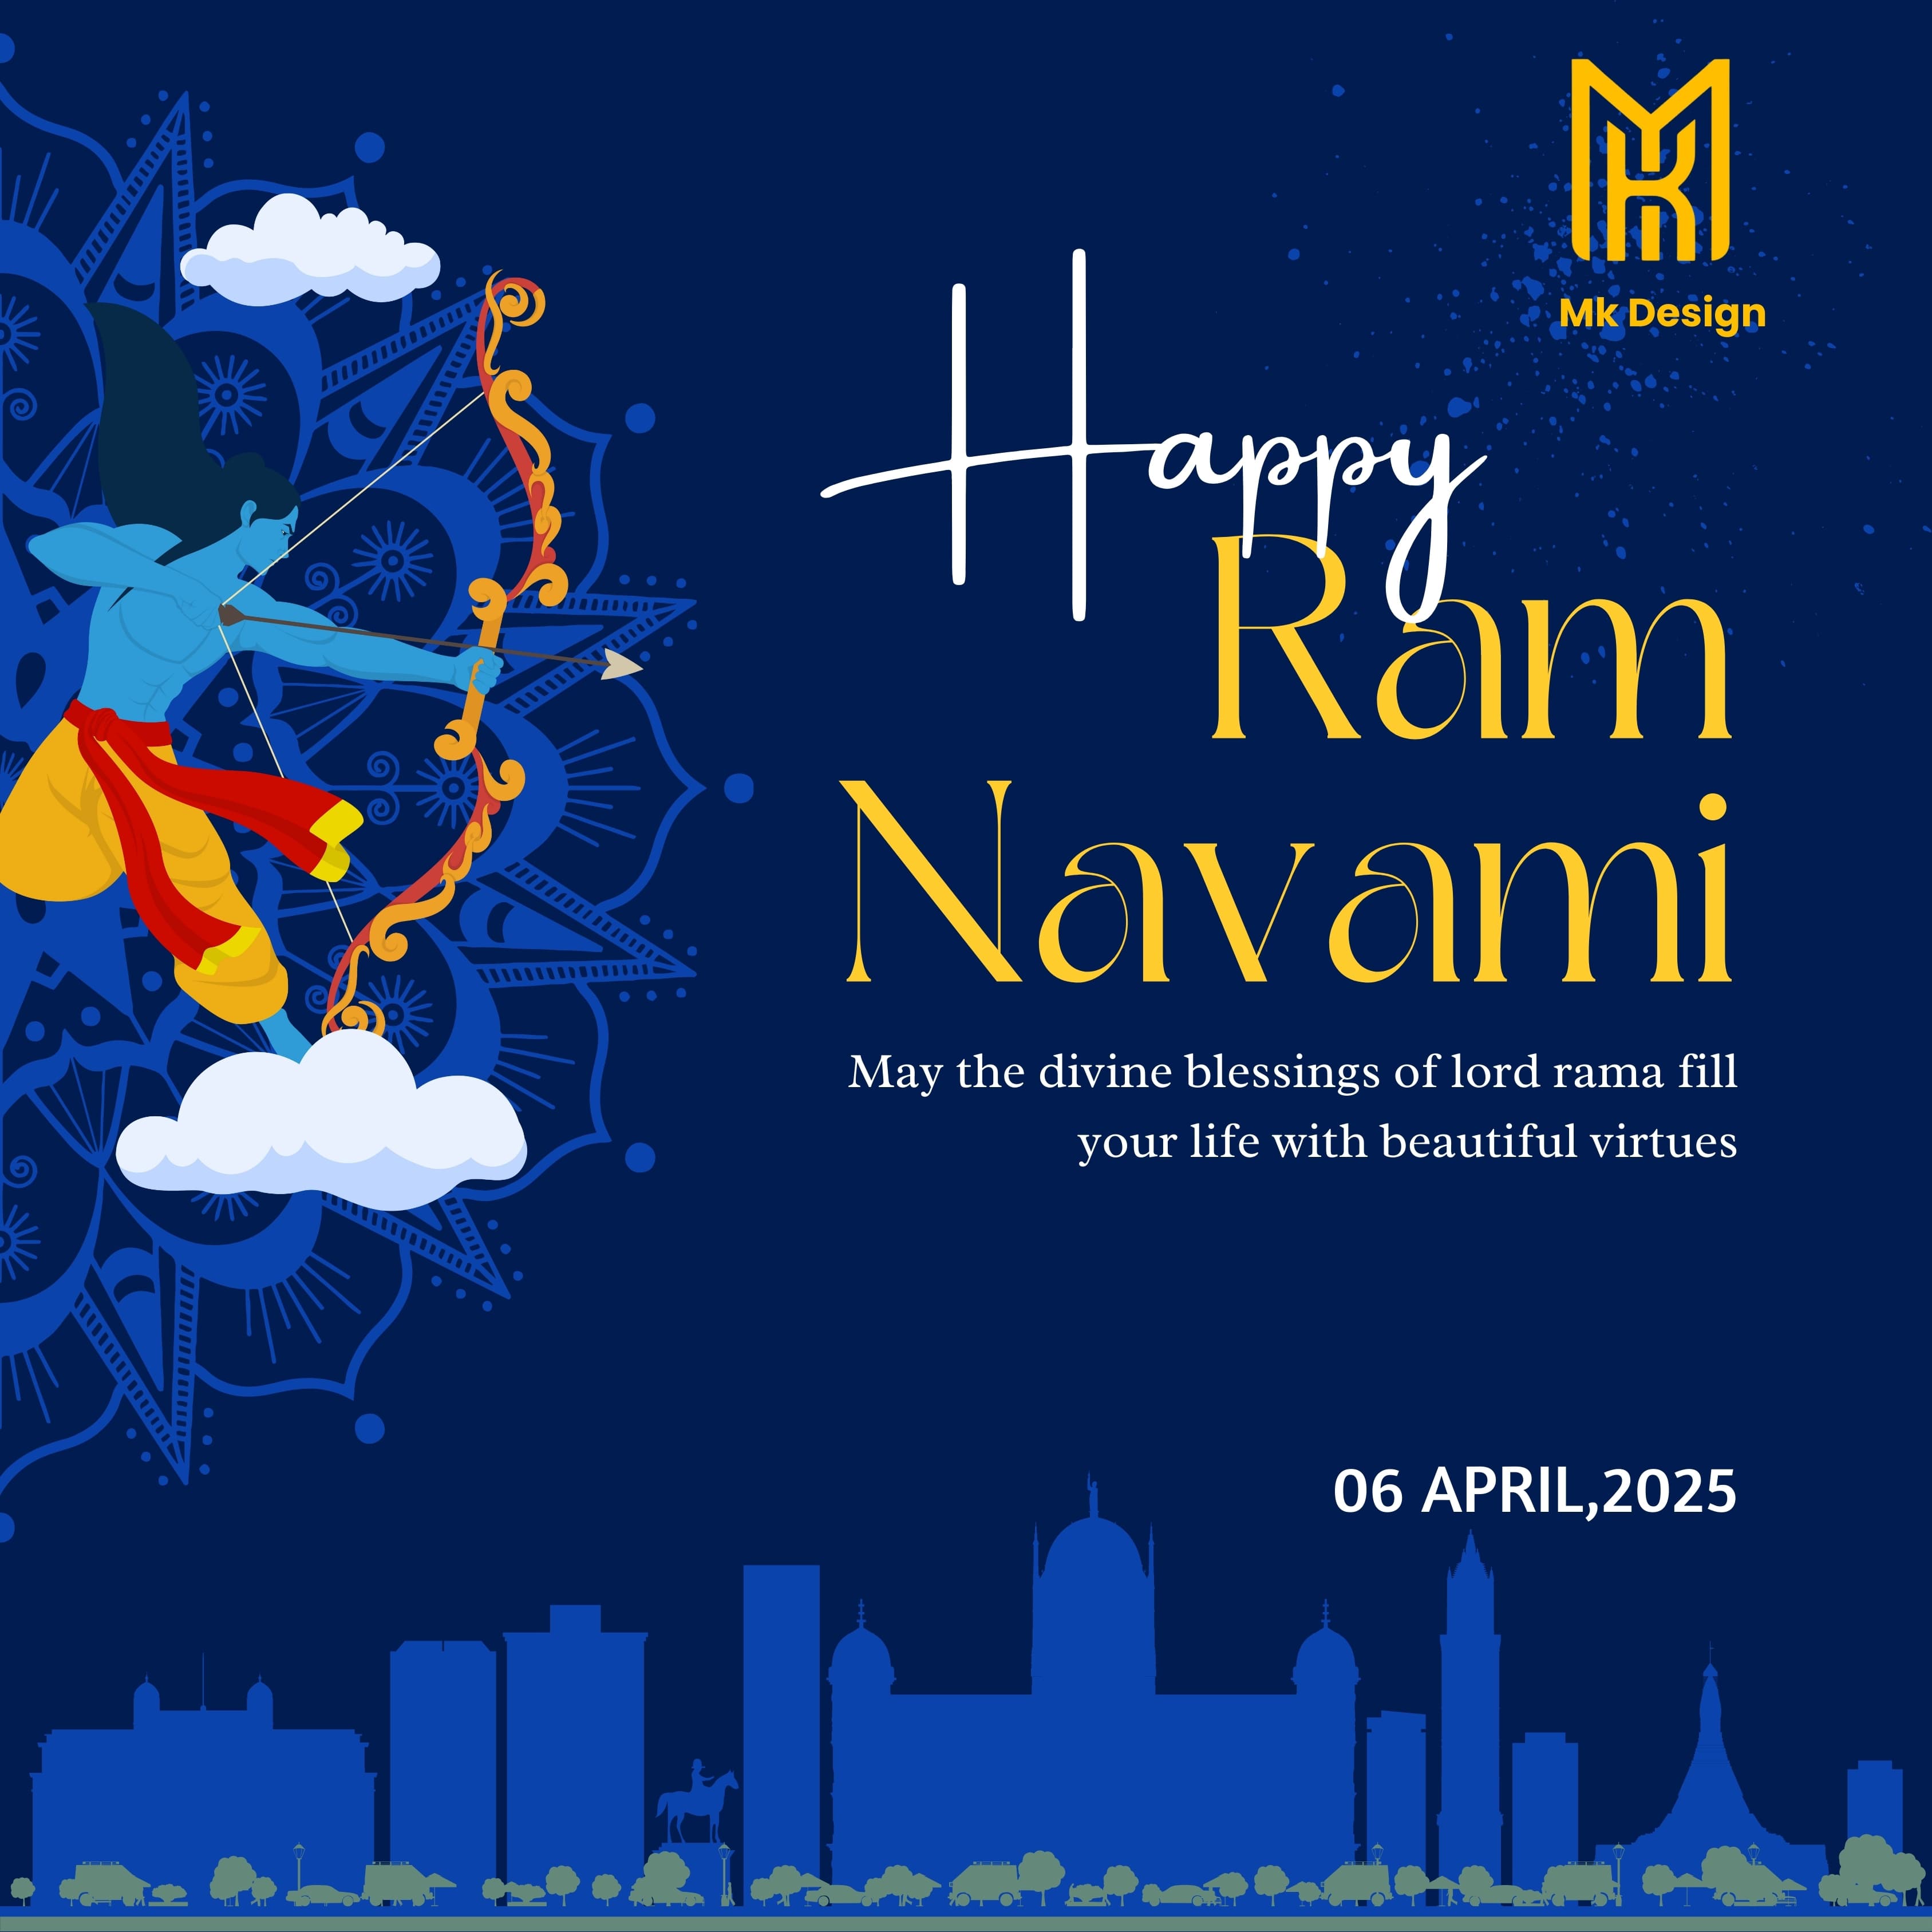 Mk Design
Happy
Ram
Navami
May the divine blessings of lord rama fill
your life with beautiful virtues
06 APRIL,2025